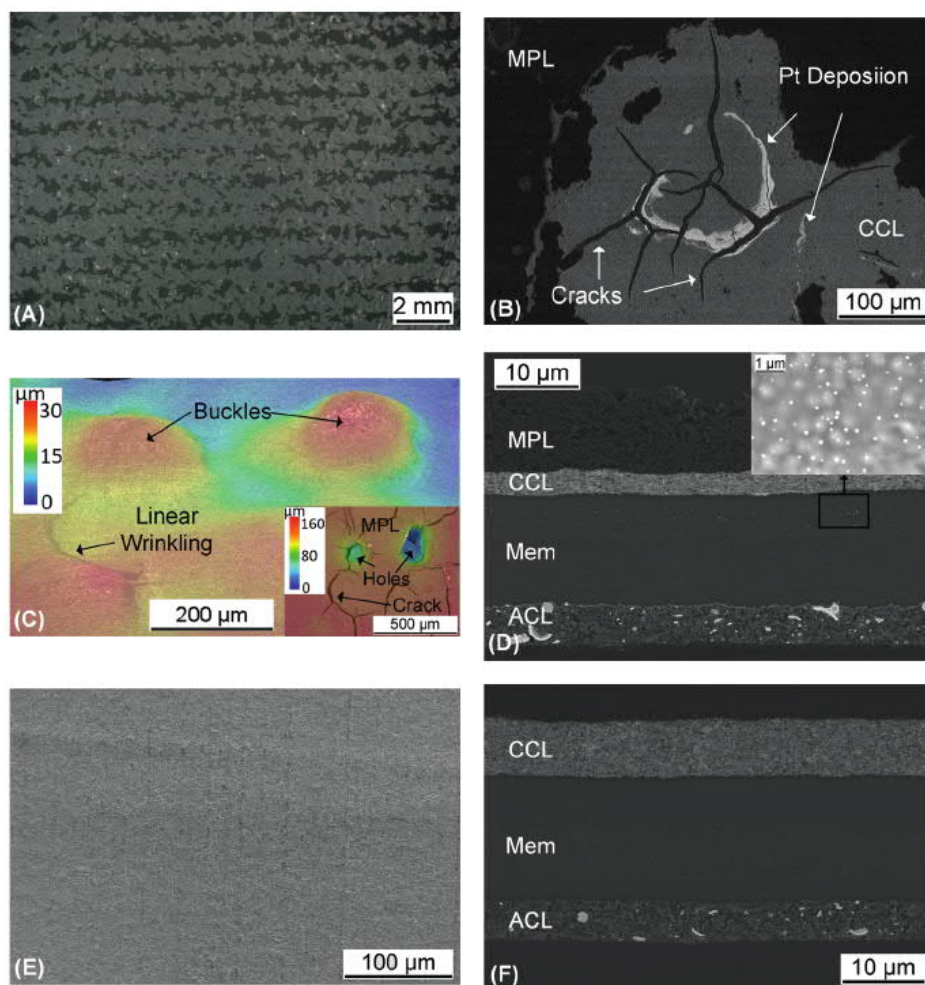 (A)
2 mm
MPL
Pt Deposiion
CCL
Cracks
(B)
100 µm
µm
30
15
0
Buckles
Linear
Wrinkling
(C)
200 µm
µm
160
80
0
MPL
Holes
Crack
500 µm
10 µm
1 µm
MPL
CCL
Mem
ACL
(D)
(E)
100 µm
CCL
Mem
ACL
(F)
10 µm